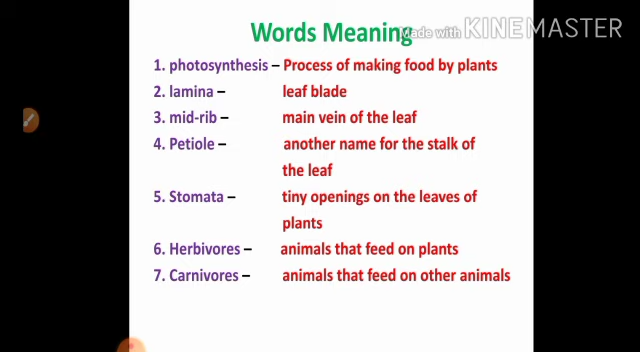 Words Meaning
Made with KINEMASTER
1. photosynthesis – Process of making food by plants
2. lamina – leaf blade
3. mid-rib – main vein of the leaf
4. Petiole – another name for the stalk of
the leaf
5. Stomata – tiny openings on the leaves of
plants
6. Herbivores – animals that feed on plants
7. Carnivores – animals that feed on other animals